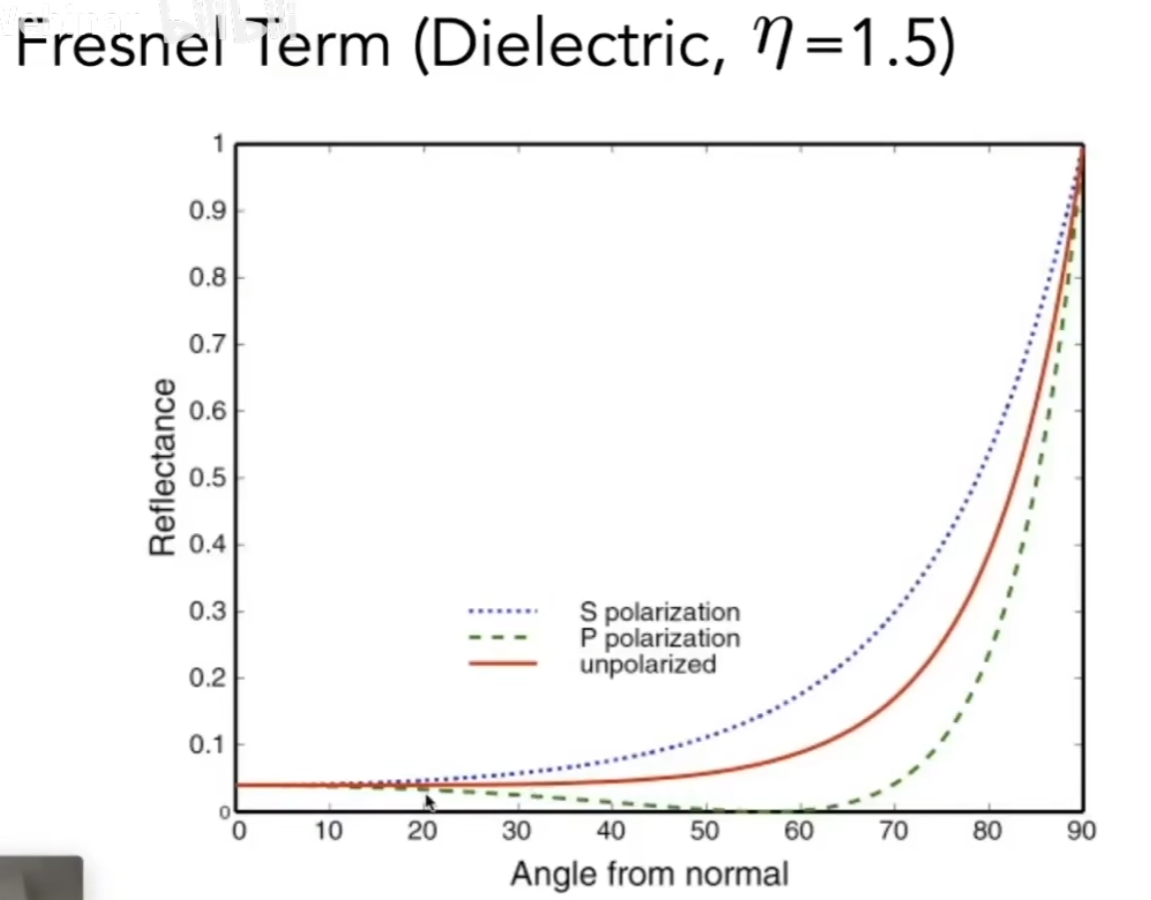 Webinar bilibili
Fresnel Term (Dielectric, η=1.5)
1
0.9
0.8
0.7
0.6
0.5
0.4
0.3
0.2
0.1
0
Reflectance
S polarization
P polarization
unpolarized
0 10 20 30 40 50 60 70 80 90
Angle from normal